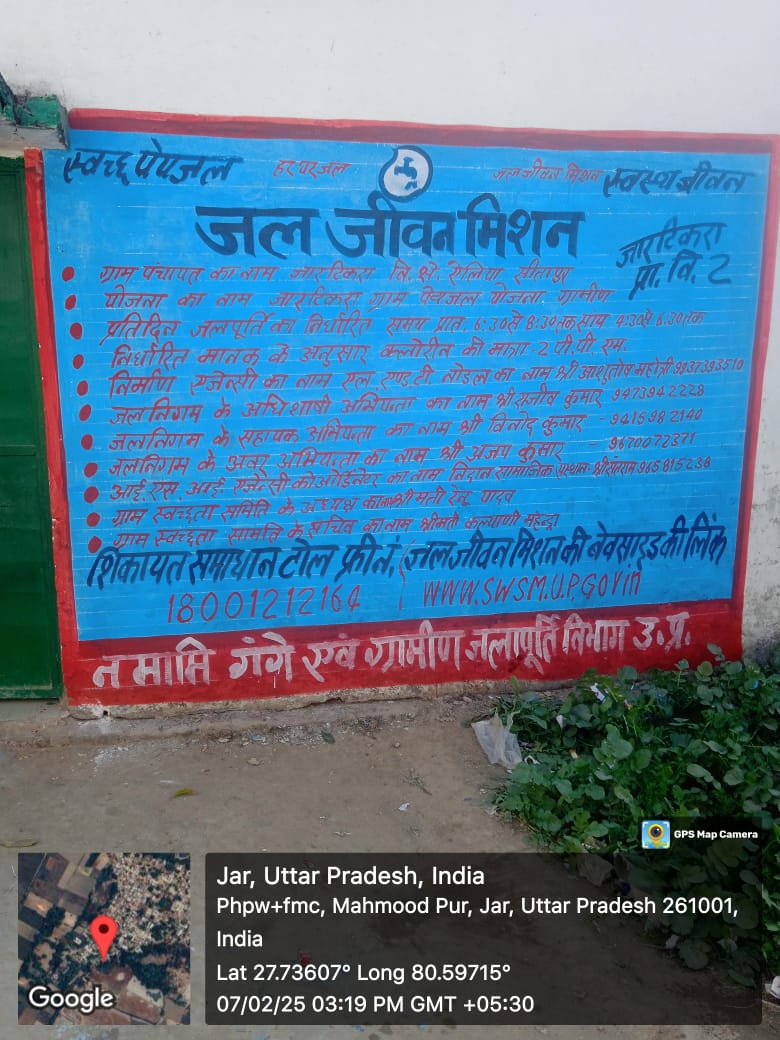 स्वच्छ पेयजल हर घर जल जल जीवन मिशन स्वस्थ जीवन
जल जीवन मिशन
जारटिकरा
प्रा. वि. 2
ग्राम पंचायत का नाम जारटिकरा वि.क्षे. ऐलिया सीतापुर
योजना का नाम जारटिकरा ग्राम पेयजल योजना ग्रामीण
प्रतिदिन जलपूर्ति का निर्धारित समय प्रात. 6:30 से 8:30 तक साय 4:30 से 6:30 तक
निर्धारित मानक के अनुसार क्लोरीन की मात्रा 2 पी.पी.एम.
निर्माण एजेन्सी का नाम एल.एण्ड.टी. नोडल का नाम श्री आशुतोष महोत्री
जलनिगम के अधिशाषी अभियंता का नाम श्री राजीव कुमार 9473942228
जलनिगम के सहायक अभियंता का नाम श्री विनोद कुमार - 9415982140
जलनिगम के अवर अभियन्ता का नाम श्री अजय कुमार - 9670072371
आई.एस.आई. एजेन्सी कोऑर्डिनेटर का नाम निदान सामाजिक संस्थान
ग्राम स्वच्छता समिति के अध्यक्ष का नाम श्री मती रेनू यादव
ग्राम स्वच्छता समिति के सचिव का नाम श्रीमती कल्याणी महेन्द्रा
शिकायत समाधान टोल फ्री नं. जल जीवन मिशन की बेवसाइड की लिंक
18001212164 WWW.SWSM.U.P.GOV.in
नमामि गंगे एवं ग्रामीण जलापूर्ति विभाग उ.प्र.
GPS Map Camera
Jar, Uttar Pradesh, India
Phpw+fmc, Mahmood Pur, Jar, Uttar Pradesh 261001,
India
Lat 27.73607° Long 80.59715°
07/02/25 03:19 PM GMT +05:30
Google